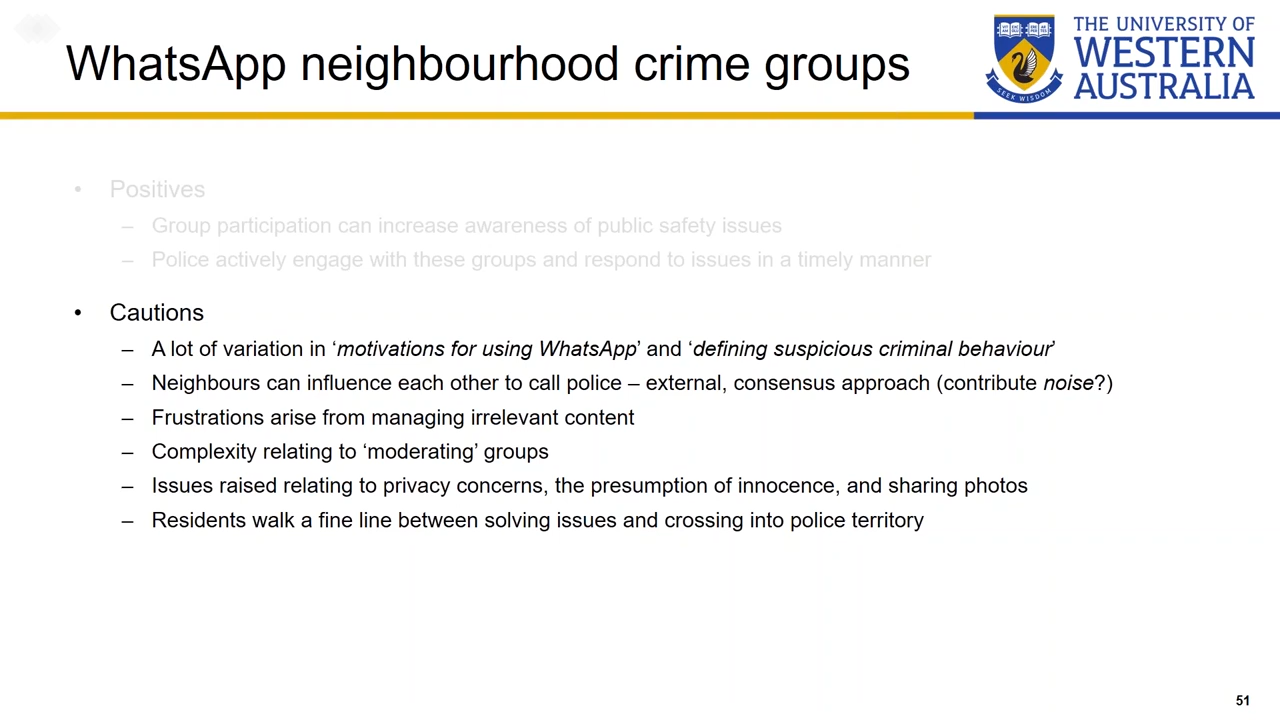 WhatsApp neighbourhood crime groups
THE UNIVERSITY OF
WESTERN
AUSTRALIA
SEEK WISDOM
• Positives
– Group participation can increase awareness of public safety issues
– Police actively engage with these groups and respond to issues in a timely manner
• Cautions
– A lot of variation in ‘motivations for using WhatsApp’ and ‘defining suspicious criminal behaviour’
– Neighbours can influence each other to call police – external, consensus approach (contribute noise?)
– Frustrations arise from managing irrelevant content
– Complexity relating to ‘moderating’ groups
– Issues raised relating to privacy concerns, the presumption of innocence, and sharing photos
– Residents walk a fine line between solving issues and crossing into police territory
51